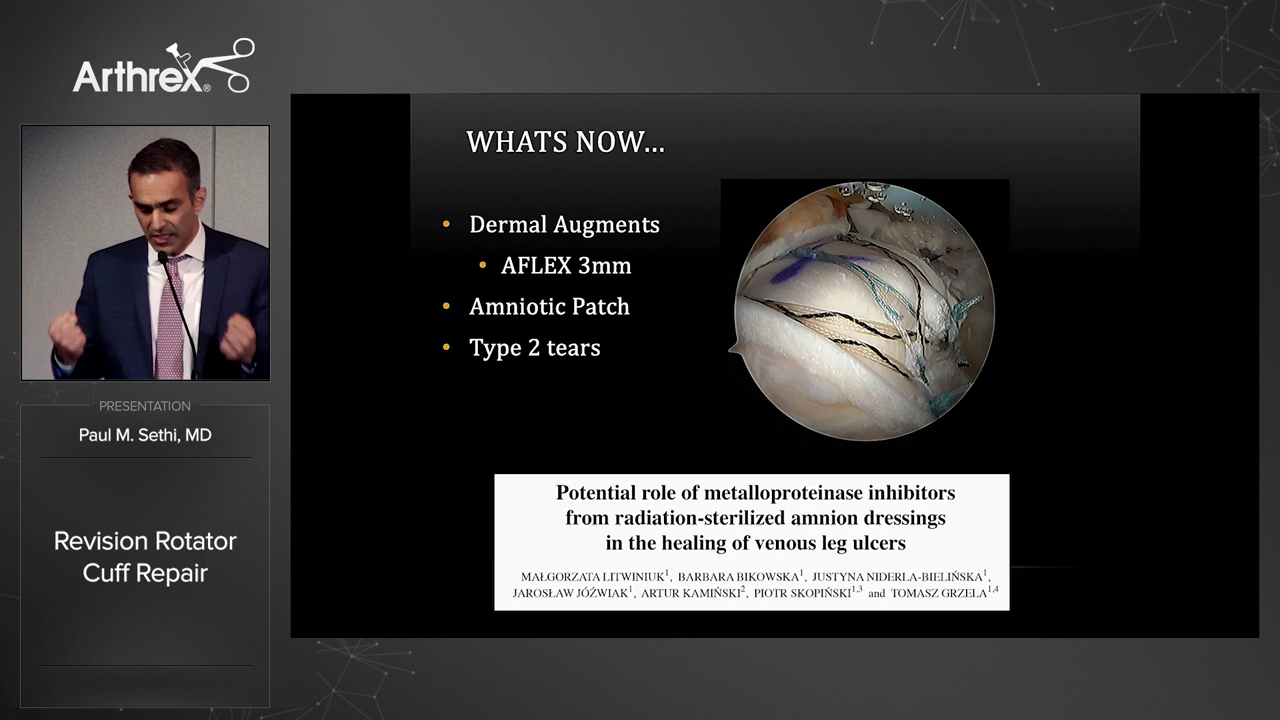 Arthrex®
PRESENTATION
Paul M. Sethi, MD
Revision Rotator
Cuff Repair
WHATS NOW...
• Dermal Augments
• AFLEX 3mm
• Amniotic Patch
• Type 2 tears
Potential role of metalloproteinase inhibitors
from radiation-sterilized amnion dressings
in the healing of venous leg ulcers
MAŁGORZATA LITWINIUK1, BARBARA BIKOWSKA1, JUSTYNA NIDERLA-BIELIŃSKA1,
JAROSŁAW JÓŹWIAK1, ARTUR KAMIŃSKI2, PIOTR SKOPIŃSKI1,3 and TOMASZ GRZELA1,4